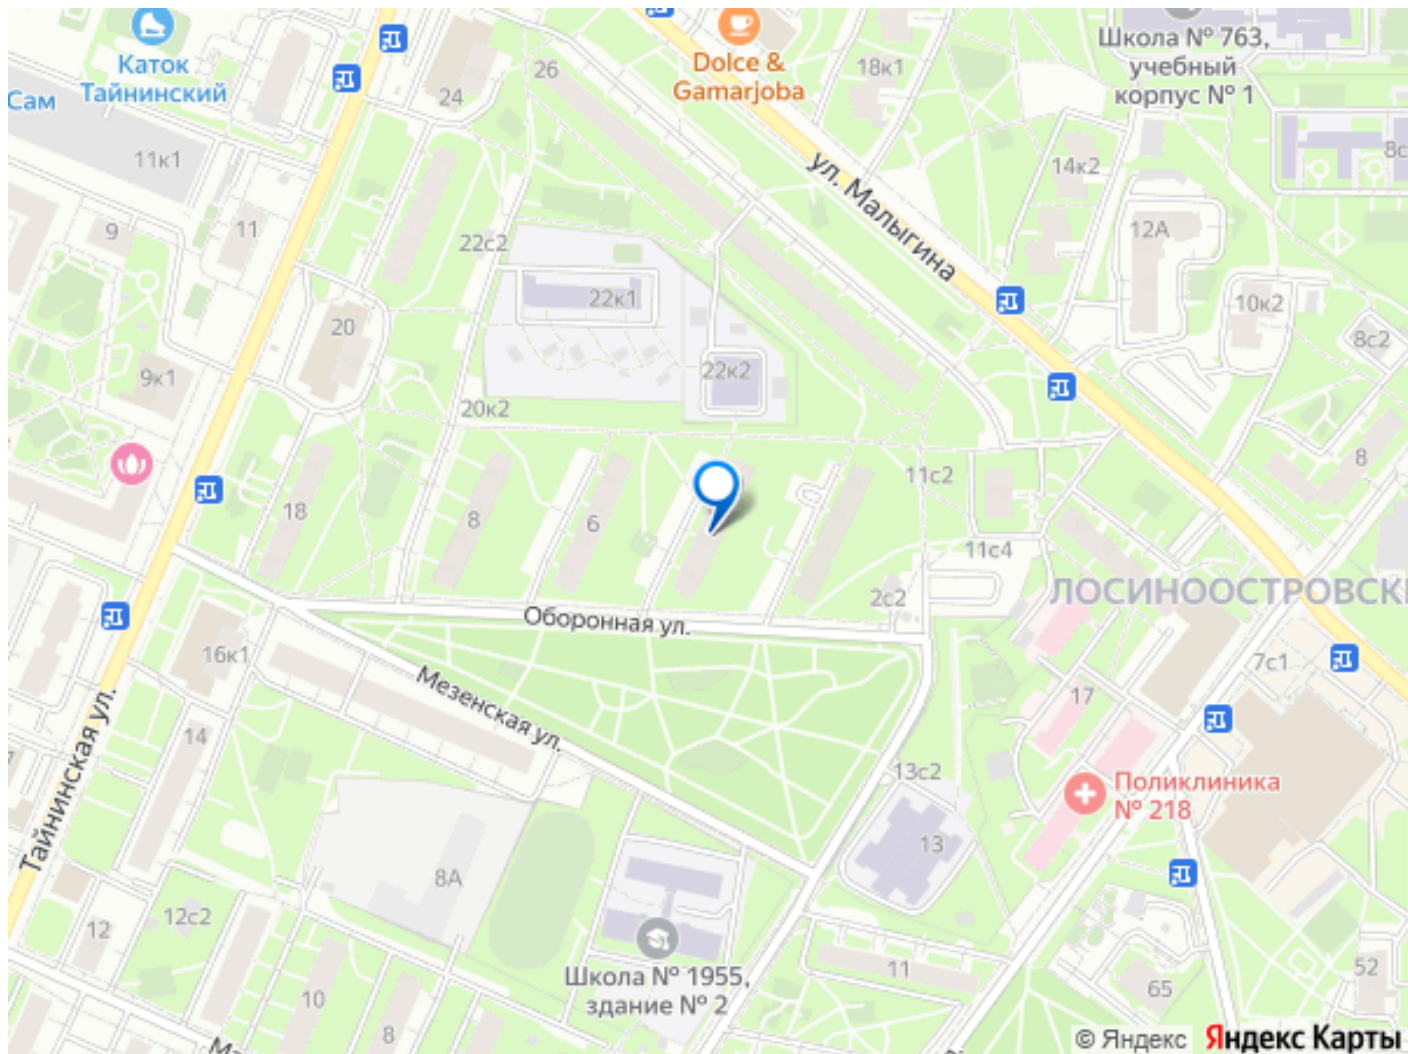 Каток
Тайнинский
Сам
24
26
Dolce &
Gamarjoba
18к1
Школа № 763,
учебный
корпус № 1
8с
11к1
14к2
ул. Малыгина
9
11
22с2
12А
22к1
10к2
20
8с2
9к1
22к2
20к2
8
11с2
18
8
6
11с4
ЛОСИНООСТРОВСКИ
2с2
Оборонная ул.
16к1
7с1
Мезенская ул.
17
Тайнинская ул.
14
7
13с2
Поликлиника
№ 218
13
8А
12с2
12
Школа № 1955,
здание № 2
11
52
65
10
8
© Яндекс
Яндекс Карты